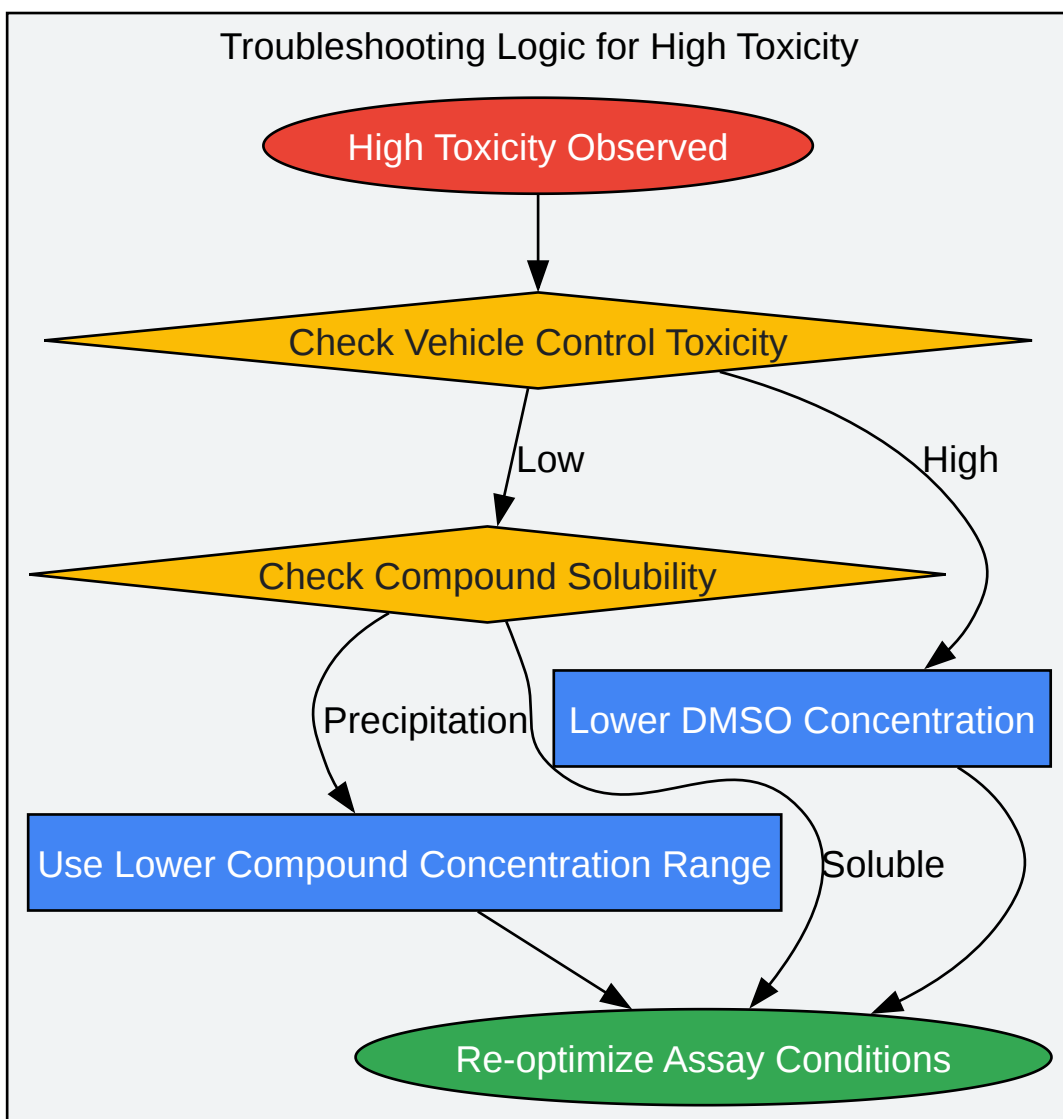 Troubleshooting Logic for High Toxicity
High Toxicity Observed
Check Vehicle Control Toxicity
Low
High
Check Compound Solubility
Precipitation
Lower DMSO Concentration
Use Lower Compound Concentration Range
Soluble
Re-optimize Assay Conditions